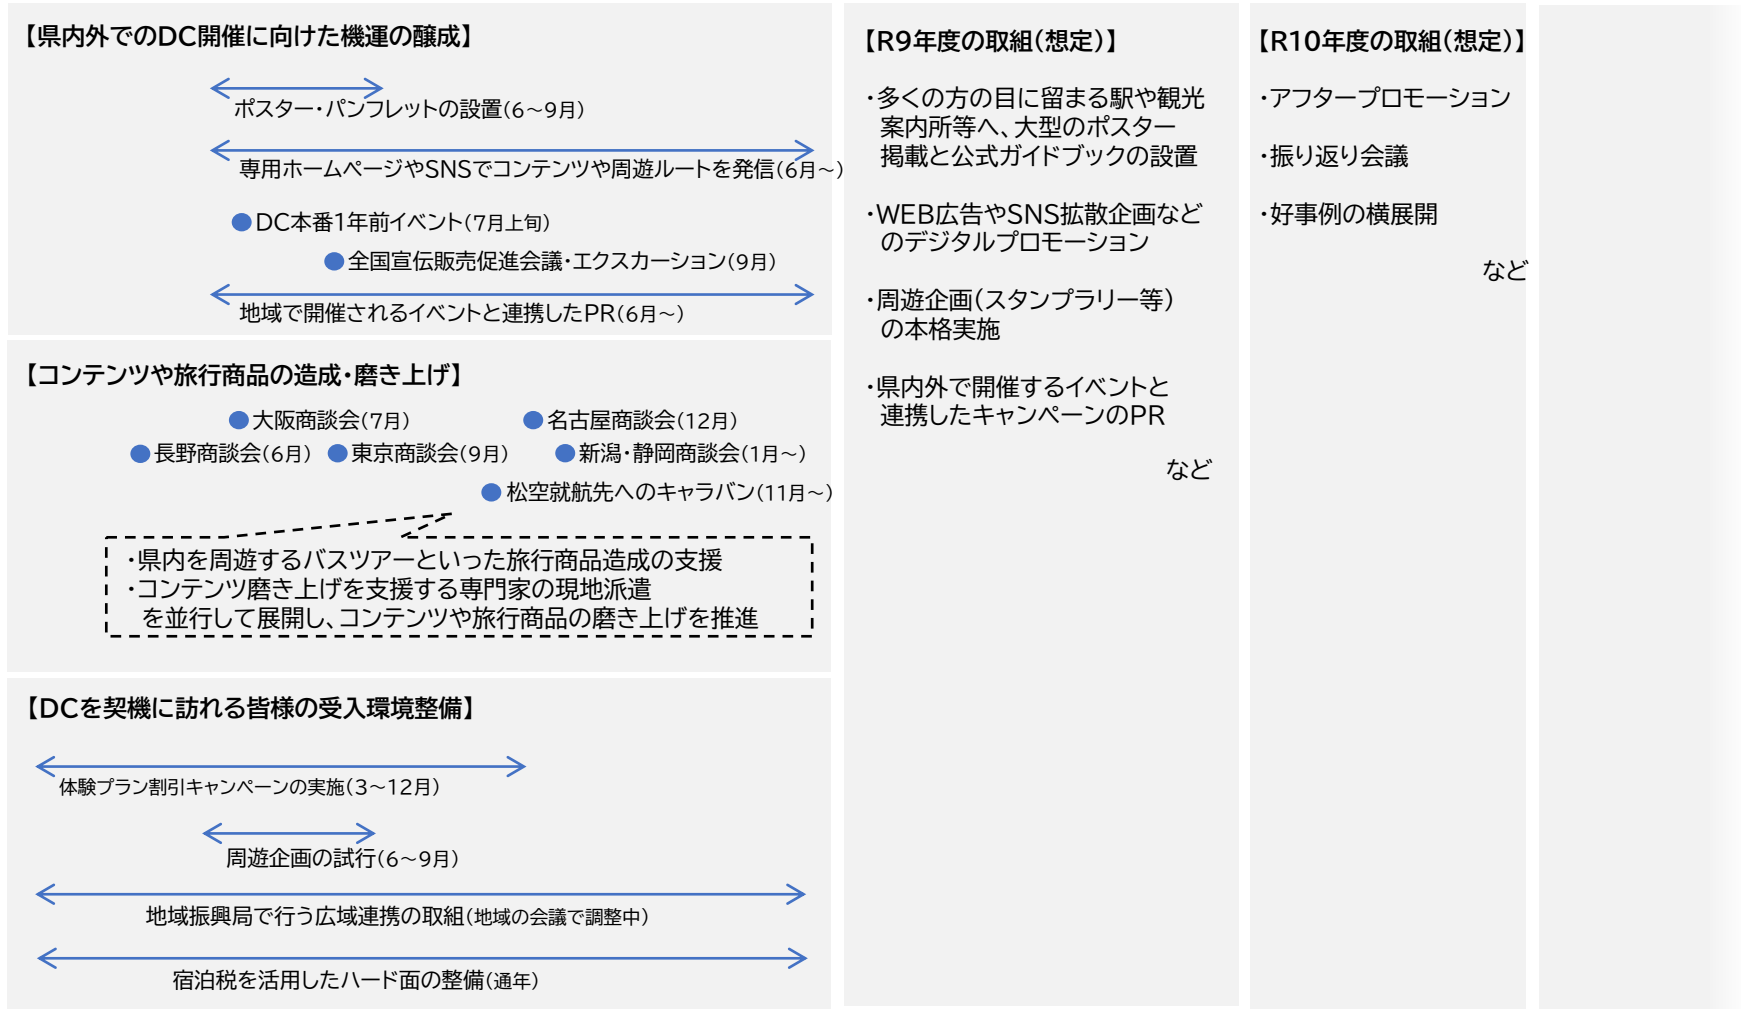 【県内外でのDC開催に向けた機運の醸成】
ポスター・パンフレットの設置(6～9月)
専用ホームページやSNSでコンテンツや周遊ルートを発信(6月～)
DC本番1年前イベント(7月上旬)
全国宣伝販売促進会議・エクスカーション(9月)
地域で開催されるイベントと連携したPR(6月～)
【コンテンツや旅行商品の造成・磨き上げ】
大阪商談会(7月)
名古屋商談会(12月)
長野商談会(6月)
東京商談会(9月)
新潟・静岡商談会(1月～)
松空就航先へのキャラバン(11月～)
・県内を周遊するバスツアーといった旅行商品造成の支援
・コンテンツ磨き上げを支援する専門家の現地派遣
を並行して展開し、コンテンツや旅行商品の磨き上げを推進
【DCを契機に訪れる皆様の受入環境整備】
体験プラン割引キャンペーンの実施(3～12月)
周遊企画の試行(6～9月)
地域振興局で行う広域連携の取組(地域の会議で調整中)
宿泊税を活用したハード面の整備(通年)
【R9年度の取組(想定)】
・多くの方の目に留まる駅や観光
案内所等へ、大型のポスター
掲載と公式ガイドブックの設置
・WEB広告やSNS拡散企画など
のデジタルプロモーション
・周遊企画(スタンプラリー等)
の本格実施
・県内外で開催するイベントと
連携したキャンペーンのPR
など
【R10年度の取組(想定)】
・アフタープロモーション
・振り返り会議
・好事例の横展開
など